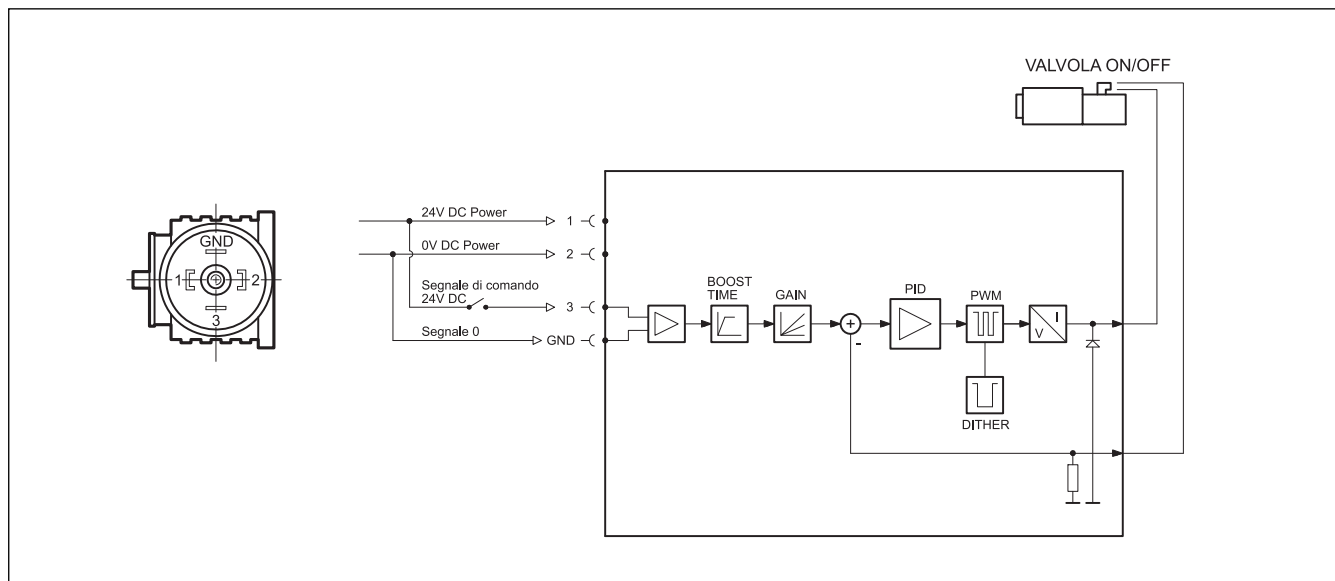 VALVOLA ON/OFF
GND
1
2
3
24V DC Power
1
0V DC Power
2
Segnale di comando
24V DC
3
Segnale 0
GND
BOOST
TIME
GAIN
+
-
PID
PWM
I
V
DITHER